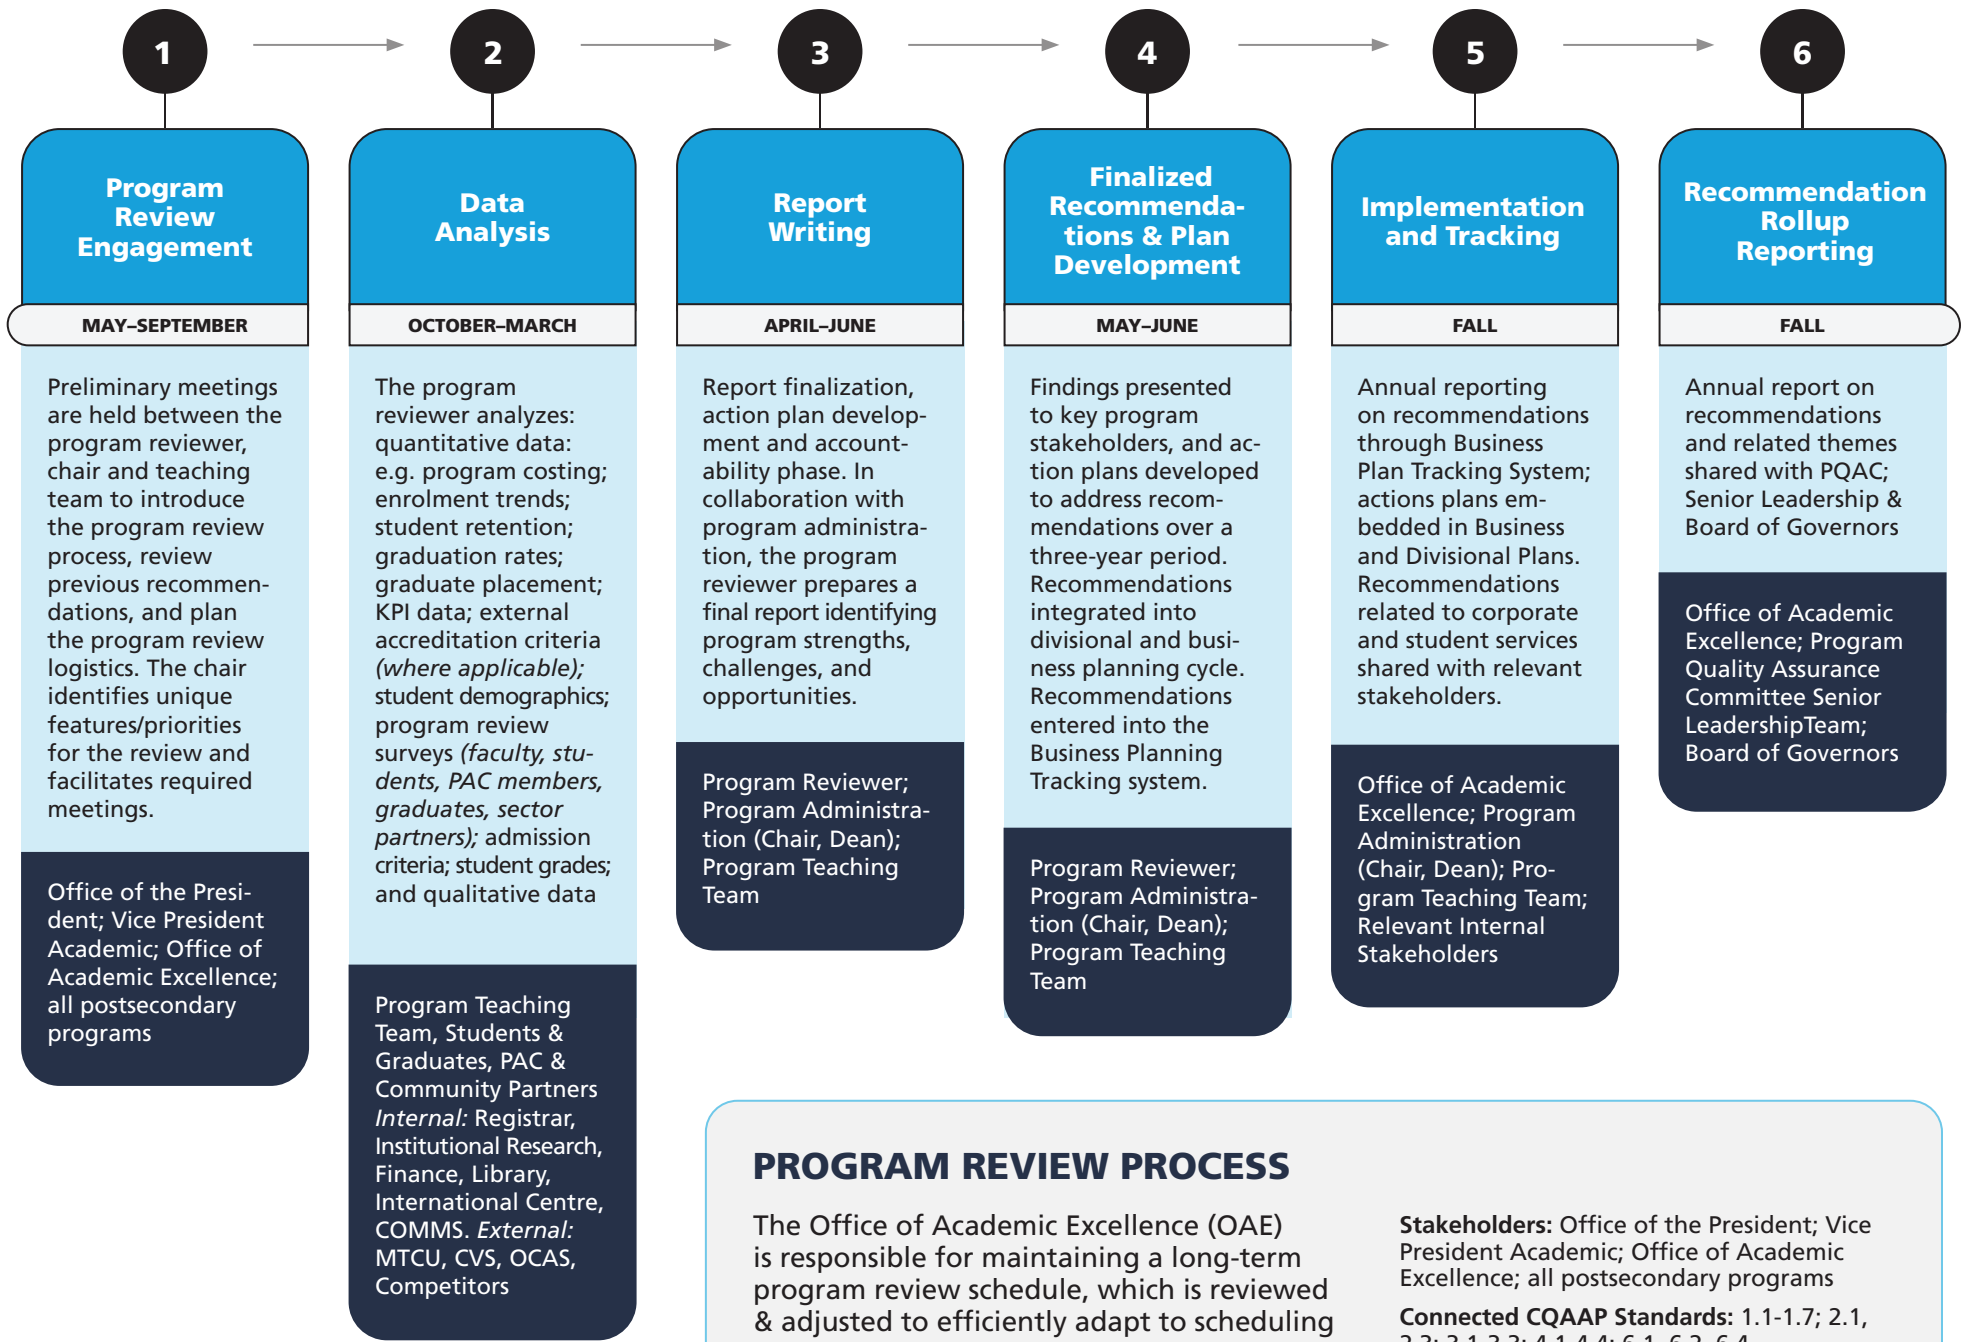 1
2
3
4
5
6
Program
Review
Engagement
MAY–SEPTEMBER
Preliminary meetings
are held between the
program reviewer,
chair and teaching
team to introduce
the program review
process, review
previous recommen-
dations, and plan
the program review
logistics. The chair
identifies unique
features/priorities
for the review and
facilitates required
meetings.
Office of the Presi-
dent; Vice President
Academic; Office of
Academic Excellence;
all postsecondary
programs
Data
Analysis
OCTOBER–MARCH
The program
reviewer analyzes:
quantitative data:
e.g. program costing;
enrolment trends;
student retention;
graduation rates;
graduate placement;
KPI data; external
accreditation criteria
(where applicable);
student demographics;
program review
surveys (faculty, stu-
dents, PAC members,
graduates, sector
partners); admission
criteria; student grades;
and qualitative data
Program Teaching
Team, Students &
Graduates, PAC &
Community Partners
Internal: Registrar,
Institutional Research,
Finance, Library,
International Centre,
COMMS. External:
MTCU, CVS, OCAS,
Competitors
Report
Writing
APRIL–JUNE
Report finalization,
action plan develop-
ment and account-
ability phase. In
collaboration with
program administra-
tion, the program
reviewer prepares a
final report identifying
program strengths,
challenges, and
opportunities.
Program Reviewer;
Program Administra-
tion (Chair, Dean);
Program Teaching
Team
Finalized
Recommenda-
tions & Plan
Development
MAY–JUNE
Findings presented
to key program
stakeholders, and ac-
tion plans developed
to address recom-
mendations over a
three-year period.
Recommendations
integrated into
divisional and busi-
ness planning cycle.
Recommendations
entered into the
Business Planning
Tracking system.
Program Reviewer;
Program Administra-
tion (Chair, Dean);
Program Teaching
Team
Implementation
and Tracking
FALL
Annual reporting
on recommendations
through Business
Plan Tracking System;
actions plans em-
bedded in Business
and Divisional Plans.
Recommendations
related to corporate
and student services
shared with relevant
stakeholders.
Office of Academic
Excellence; Program
Administration
(Chair, Dean); Pro-
gram Teaching Team;
Relevant Internal
Stakeholders
Recommendation
Rollup
Reporting
FALL
Annual report on
recommendations
and related themes
shared with PQAC;
Senior Leadership &
Board of Governors
Office of Academic
Excellence; Program
Quality Assurance
Committee Senior
LeadershipTeam;
Board of Governors
PROGRAM REVIEW PROCESS
The Office of Academic Excellence (OAE)
is responsible for maintaining a long-term
program review schedule, which is reviewed
& adjusted to efficiently adapt to scheduling
Stakeholders: Office of the President; Vice
President Academic; Office of Academic
Excellence; all postsecondary programs
Connected CQAAP Standards: 1.1-1.7; 2.1,